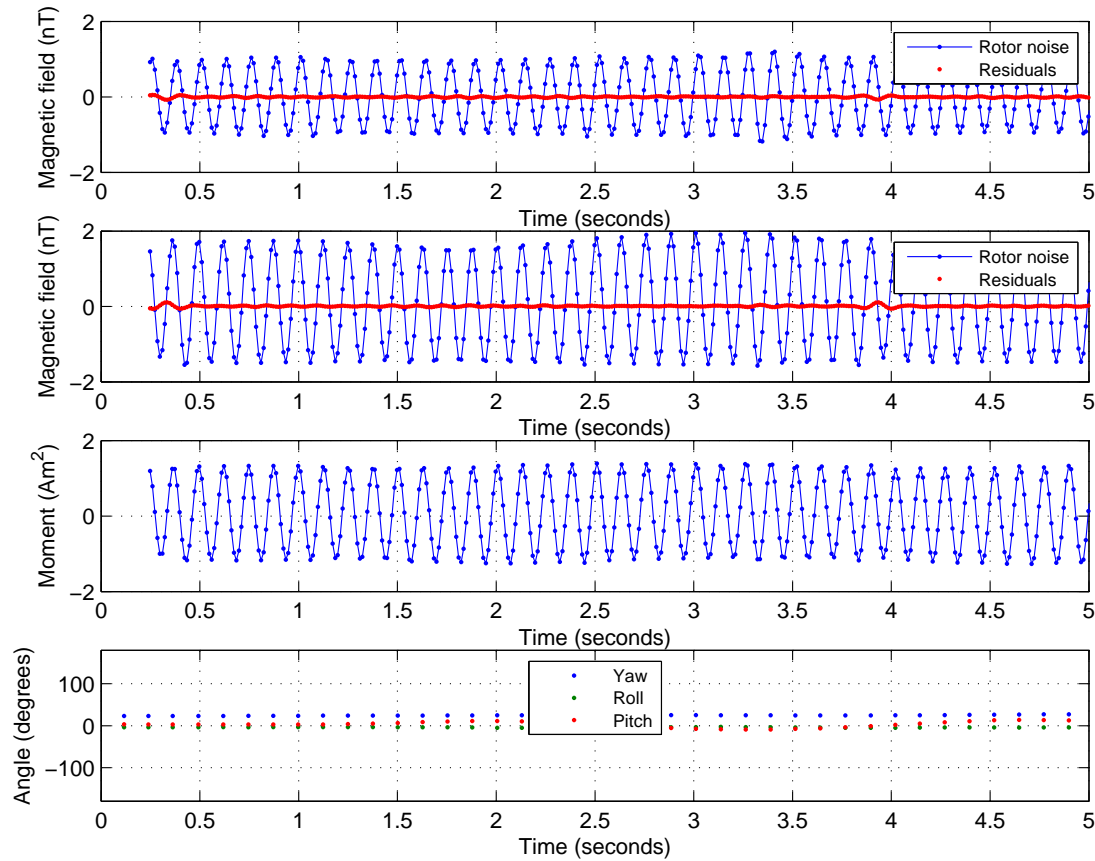 2
0
−2
Magnetic field (nT)
Rotor noise
Residuals
0 0.5 1 1.5 2 2.5 3 3.5 4 4.5 5
Time (seconds)
2
0
−2
Magnetic field (nT)
Rotor noise
Residuals
0 0.5 1 1.5 2 2.5 3 3.5 4 4.5 5
Time (seconds)
2
0
−2
Moment (Am²)
0 0.5 1 1.5 2 2.5 3 3.5 4 4.5 5
Time (seconds)
100
0
−100
Angle (degrees)
Yaw
Roll
Pitch
0 0.5 1 1.5 2 2.5 3 3.5 4 4.5 5
Time (seconds)